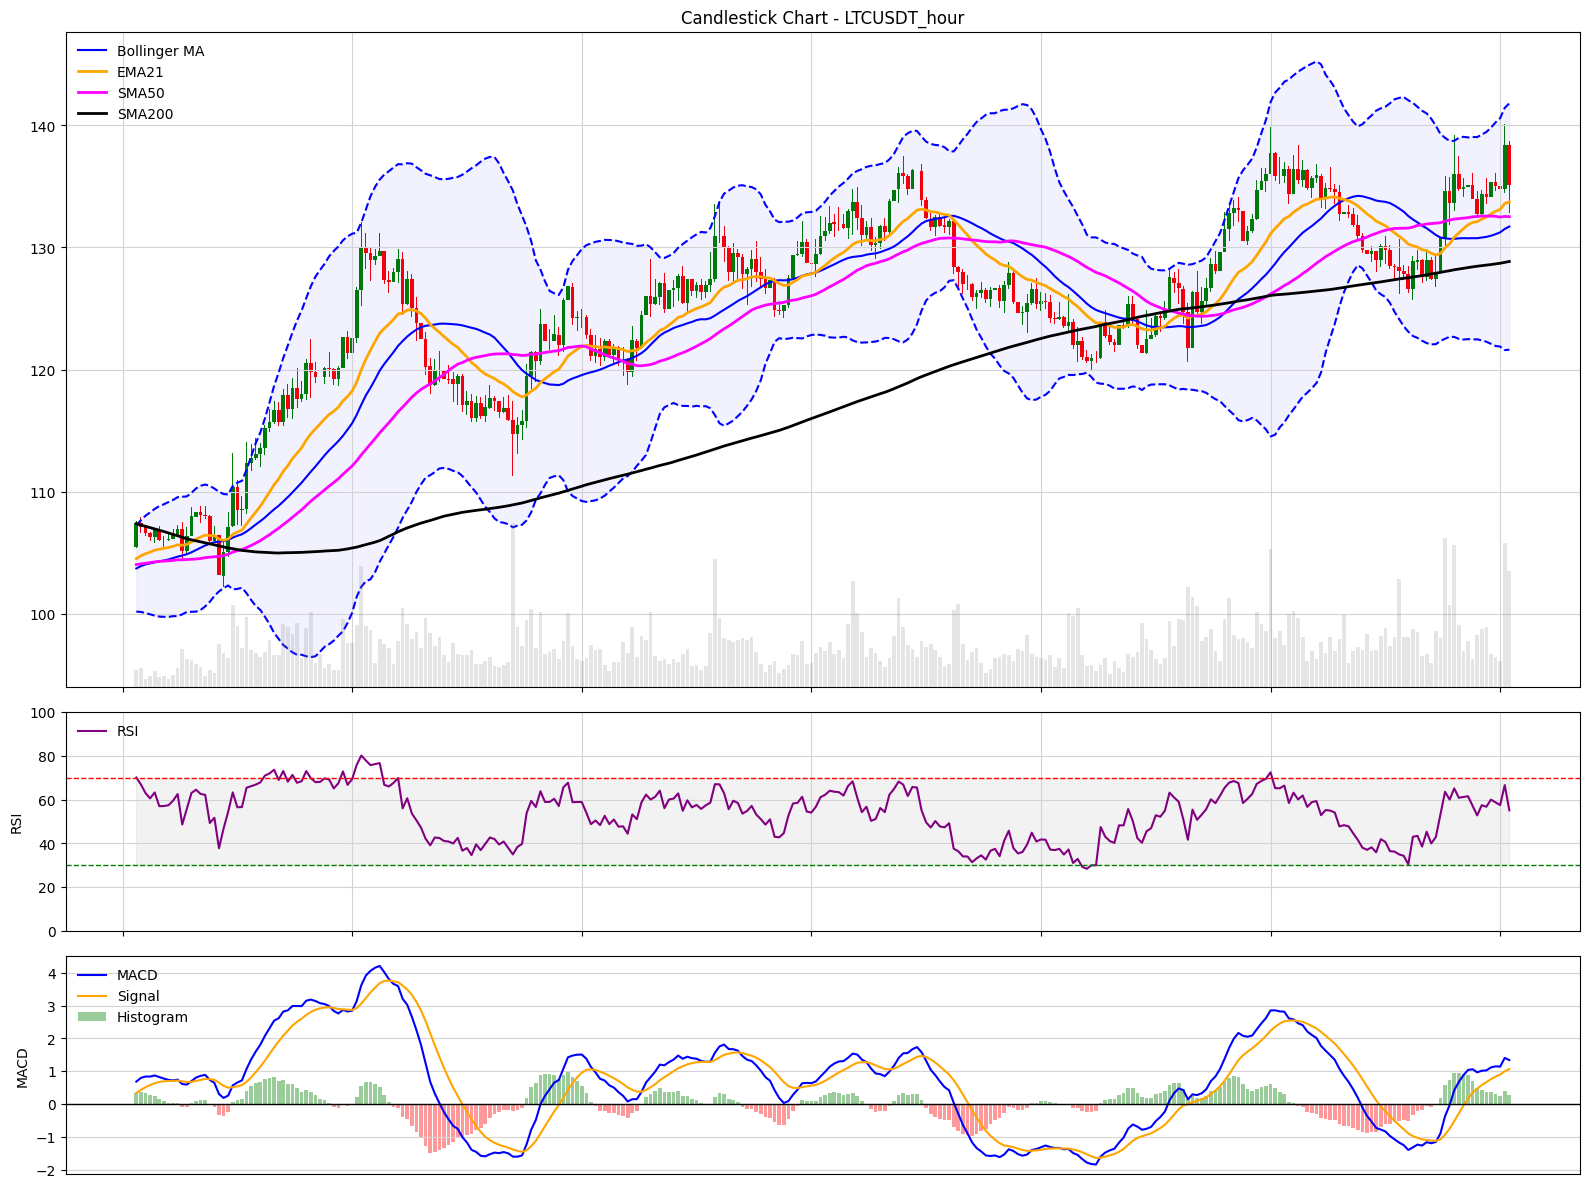 Candlestick Chart - LTCUSDT_hour
Bollinger MA
EMA21
SMA50
SMA200
140
130
120
110
100
100
80
60
40
20
0
RSI
RSI
4
3
2
1
0
−1
−2
MACD
MACD
Signal
Histogram